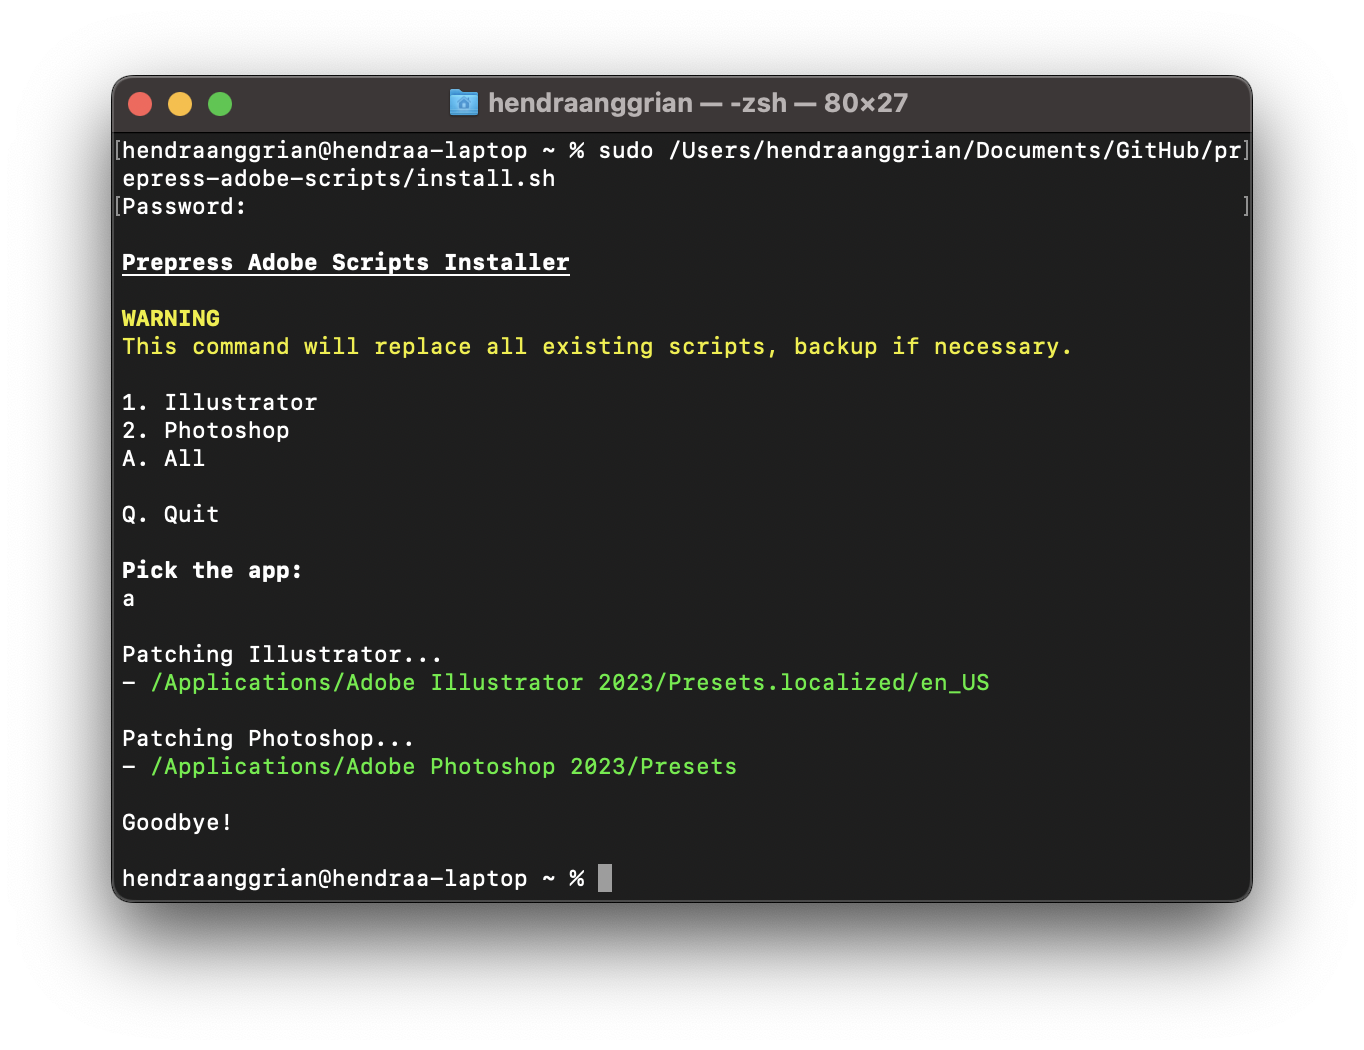 hendraanggrian — -zsh — 80×27
[hendraanggrian@hendraa-laptop ~ % sudo /Users/hendraanggrian/Documents/GitHub/pr]
epress-adobe-scripts/install.sh
[Password: ]
Prepress Adobe Scripts Installer
WARNING
This command will replace all existing scripts, backup if necessary.
1. Illustrator
2. Photoshop
A. All
Q. Quit
Pick the app:
a
Patching Illustrator...
- /Applications/Adobe Illustrator 2023/Presets.localized/en_US
Patching Photoshop...
- /Applications/Adobe Photoshop 2023/Presets
Goodbye!
hendraanggrian@hendraa-laptop ~ %